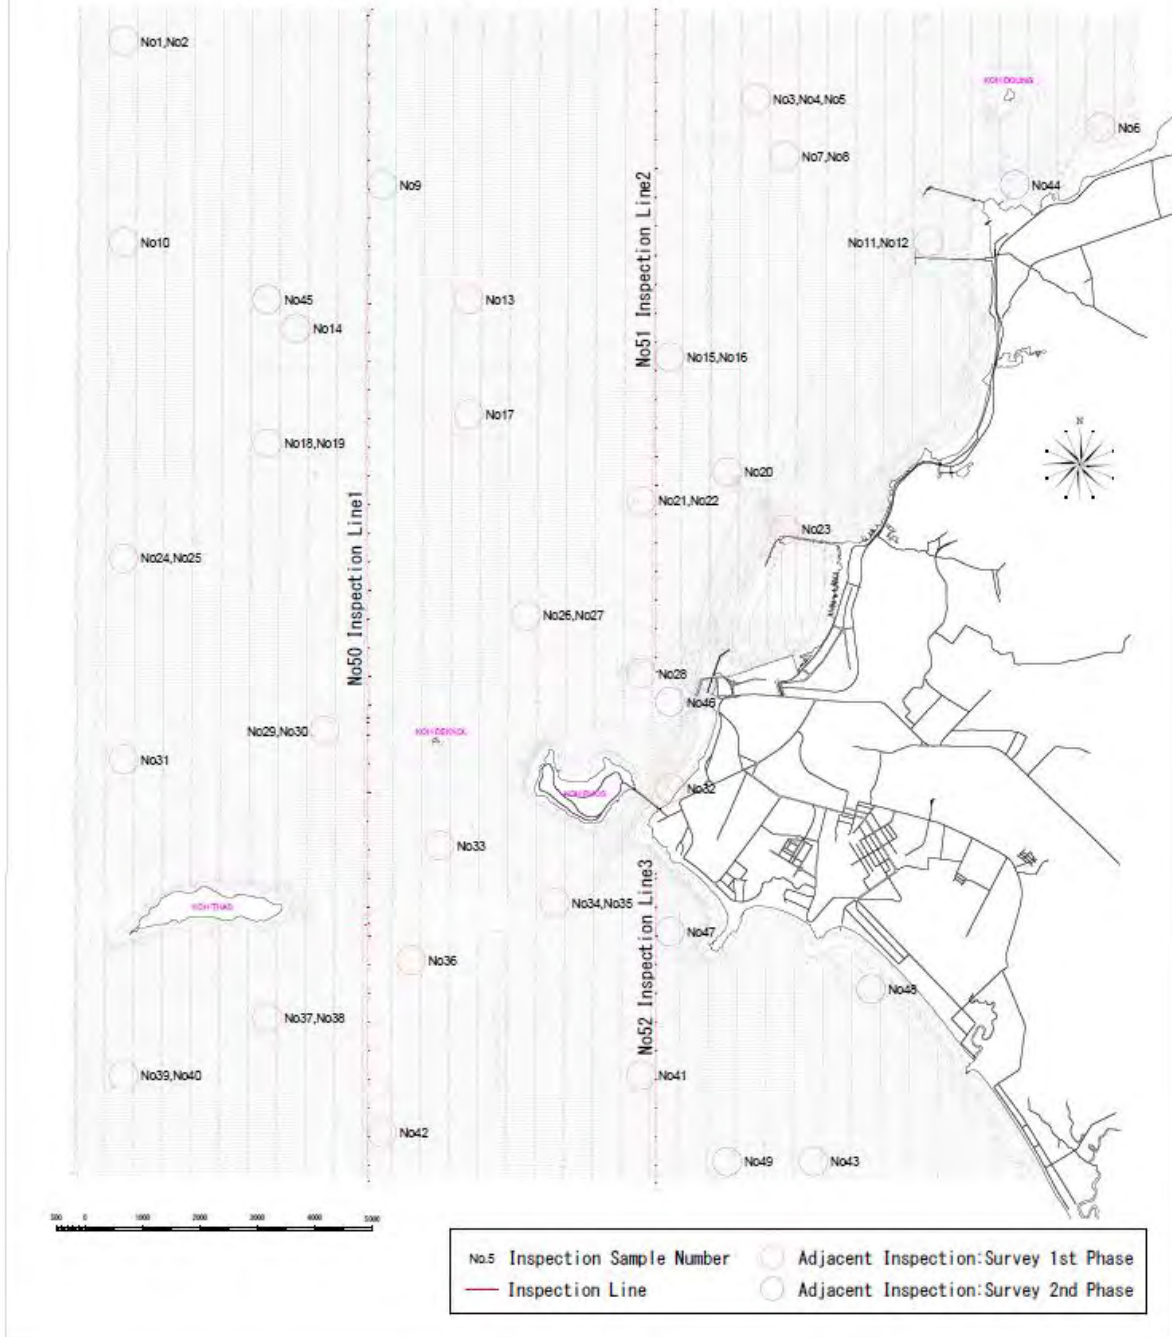 No1,No2
No3,No4,No5
No6
No7,No8
No9
No44
No10
No11,No12
No45
No13
No14
No51 Inspection Line2
No15,No16
No17
No18,No19
N
No20
No21,No22
No23
No24,No25
No50 Inspection Line1
No26,No27
No28
No46
No29,No30
No31
No32
No33
KOH THAS
No34,No35
No47
No36
No48
No52 Inspection Line3
No37,No38
No39,No40
No41
No42
No49
No43
500 0 1000 2000 3000 4000 5000
No.5 Inspection Sample Number
Adjacent Inspection:Survey 1st Phase
Inspection Line
Adjacent Inspection:Survey 2nd Phase